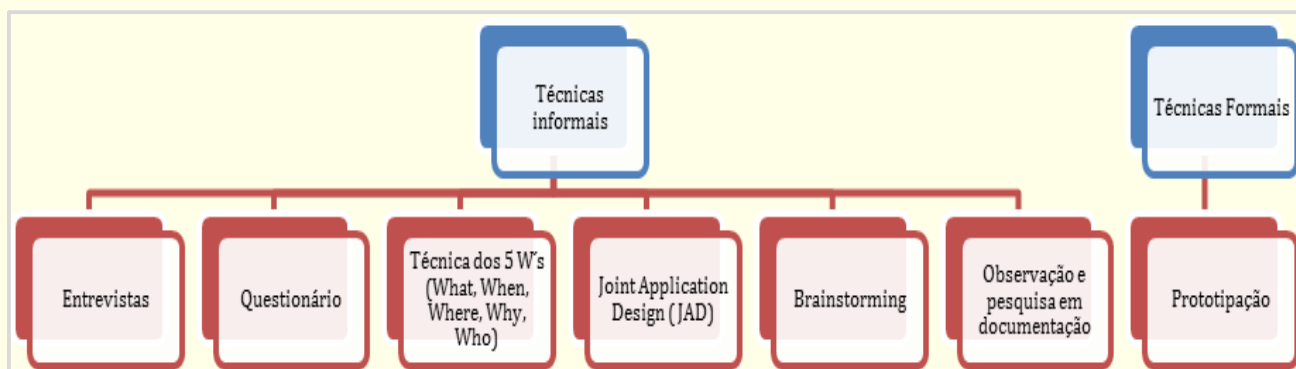 Técnicas
informais
Técnicas Formais
Entrevistas
Questionário
Técnica dos 5 W´s
(What, When,
Where, Why,
Who)
Joint Application
Design (JAD)
Brainstorming
Observação e
pesquisa em
documentação
Prototipação